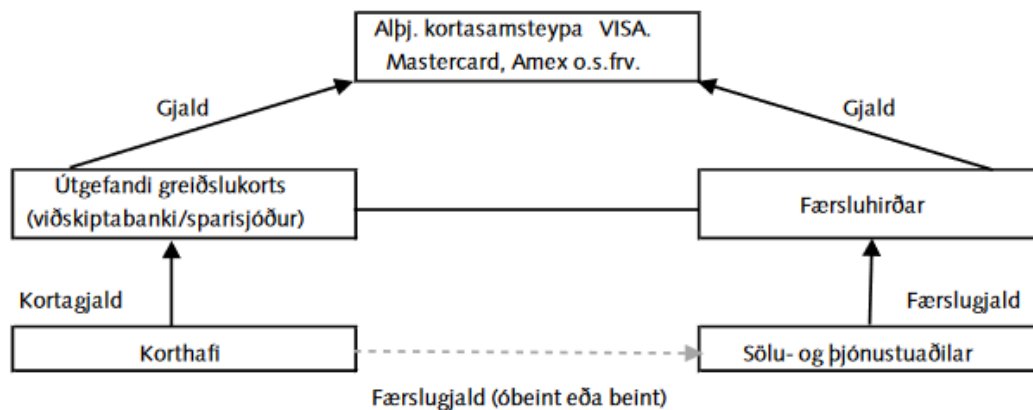 Alþj. kortasamsteypa VISA.
Mastercard, Amex o.s.frv.
Gjald
Gjald
Útgefandi greiðslukorts
(viðskiptabanki/sparisjóður)
Færsluhirðar
Kortagjald
Færslugjald
Korthafi
Sölu- og þjónustuaðilar
Færslugjald (óbeint eða beint)